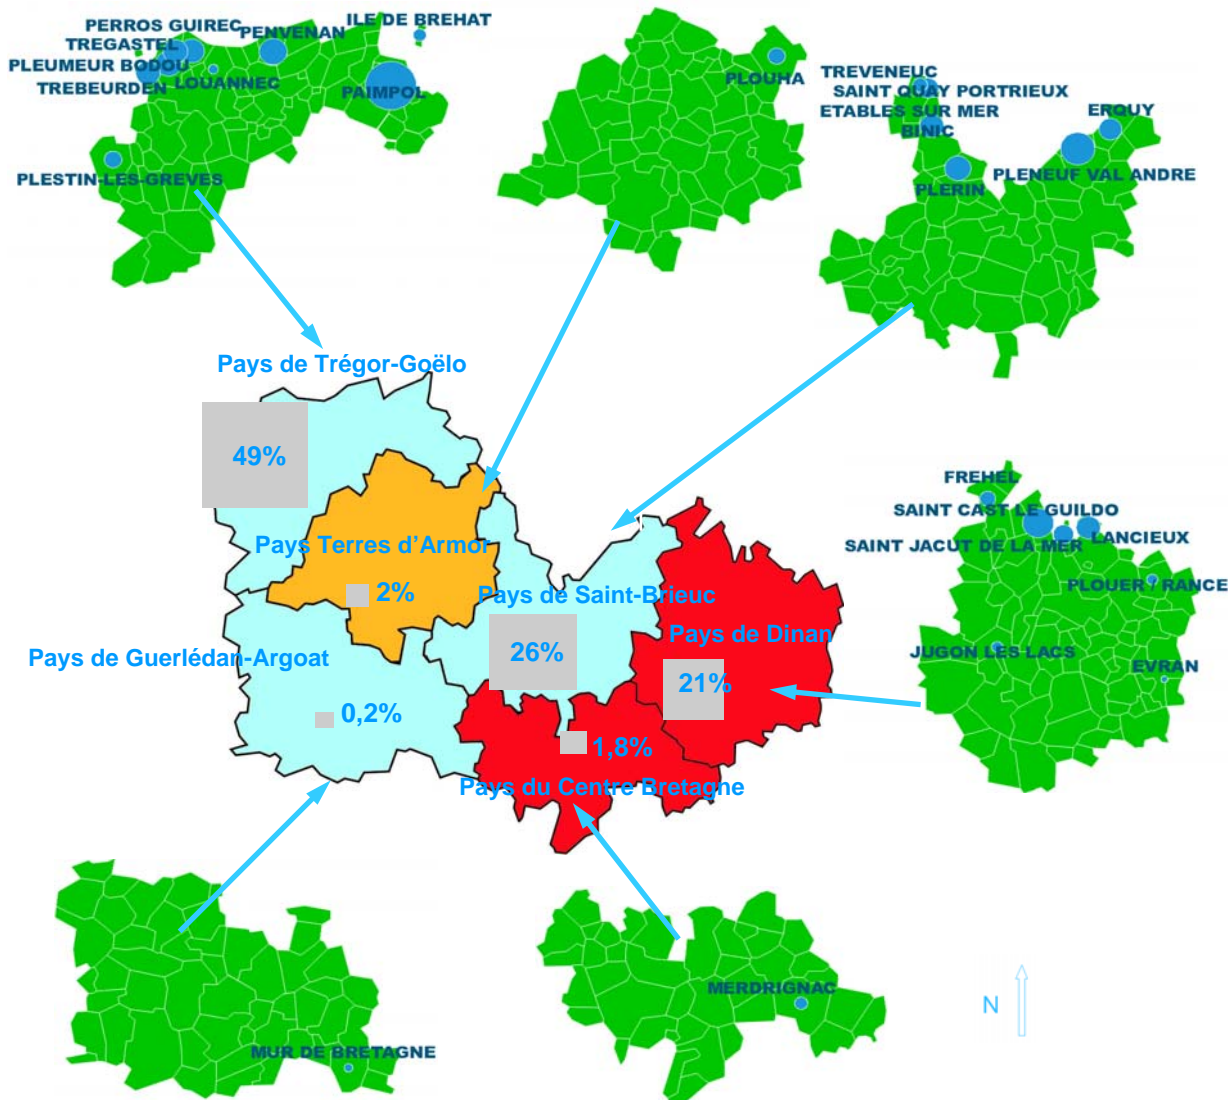 PERROS GUIREC
ILE DE BREHAT
TREGASTEL
PENVENAN
PLEUMEUR BODOU
TREBEURDEN
LOUANNEC
PAIMPOL
PLESTIN-LES-GREVES
PLOUHA
TREVENEUC
SAINT QUAY PORTRIEUX
ETABLES SUR MER
BINIC
ERQUY
PLERIN
PLENEUF VAL ANDRE
Pays de Trégor-Goëlo
49%
Pays Terres d'Armor
2%
Pays de Saint-Brieuc
26%
Pays de Dinan
21%
Pays de Guerlédan-Argoat
0,2%
1,8%
Pays du Centre Bretagne
FREHEL
SAINT CAST LE GUILDO
SAINT JACUT DE LA MER
LANCIEUX
PLOUER / RANCE
JUGON LES LACS
EVRAN
MUR DE BRETAGNE
MERDRIGNAC
N